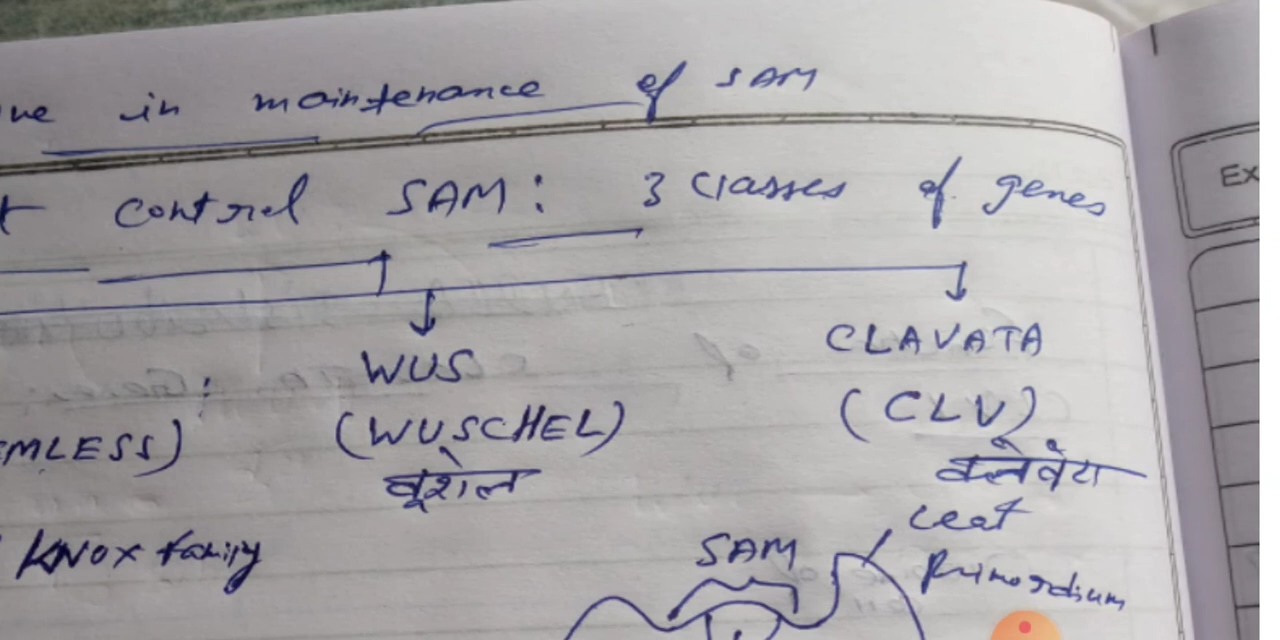 in maintenance of SAM
control SAM: 3 classes of genes
WUS CLAVATA
MLESS) (WUSCHEL) (CLV)
वूशेल क्लेवेटा
KNOX family SAM Leaf
primordium
Ex